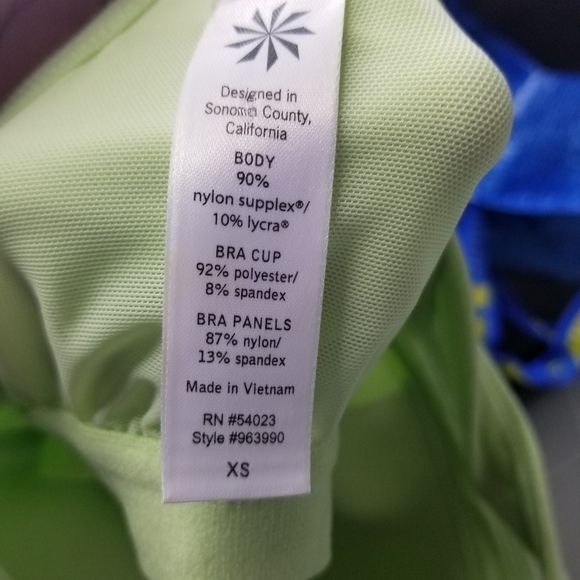 Designed in
Sonoma County,
California
BODY
90%
nylon supplex®/
10% lycra®
BRA CUP
92% polyester/
8% spandex
BRA PANELS
87% nylon/
13% spandex
Made in Vietnam
RN #54023
Style #963990
XS